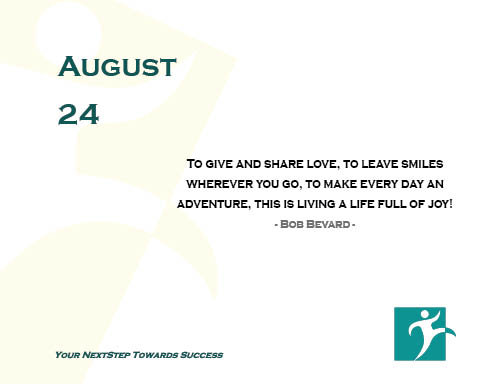 August
24
To give and share love, to leave smiles
wherever you go, to make every day an
adventure, this is living a life full of joy!
- Bob Bevard -
Your NextStep Towards Success